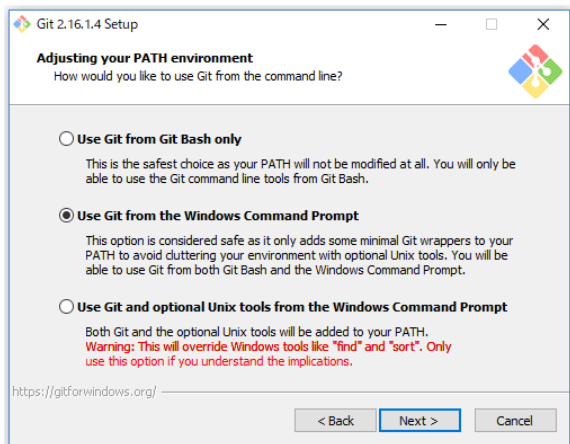 Git 2.16.1.4 Setup
Adjusting your PATH environment
How would you like to use Git from the command line?
Use Git from Git Bash only
This is the safest choice as your PATH will not be modified at all. You will only be
able to use the Git command line tools from Git Bash.
Use Git from the Windows Command Prompt
This option is considered safe as it only adds some minimal Git wrappers to your
PATH to avoid cluttering your environment with optional Unix tools. You will be
able to use Git from both Git Bash and the Windows Command Prompt.
Use Git and optional Unix tools from the Windows Command Prompt
Both Git and the optional Unix tools will be added to your PATH.
Warning: This will override Windows tools like "find" and "sort". Only
use this option if you understand the implications.
https://gitforwindows.org/
< Back Next > Cancel